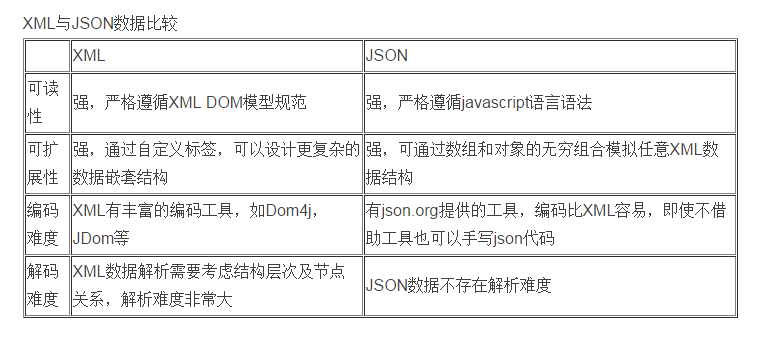 XML与JSON数据比较
XML
JSON
可读
性
强，严格遵循XML DOM模型规范
强，严格遵循javascript语言语法
可扩
展性
强，通过自定义标签，可以设计更复杂的
数据嵌套结构
强，可通过数组和对象的无穷组合模拟任意XML数
据结构
编码
难度
XML有丰富的编码工具，如Dom4j，
JDom等
有json.org提供的工具，编码比XML容易，即使不借
助工具也可以手写json代码
解码
难度
XML数据解析需要考虑结构层次及节点
关系，解析难度非常大
JSON数据不存在解析难度